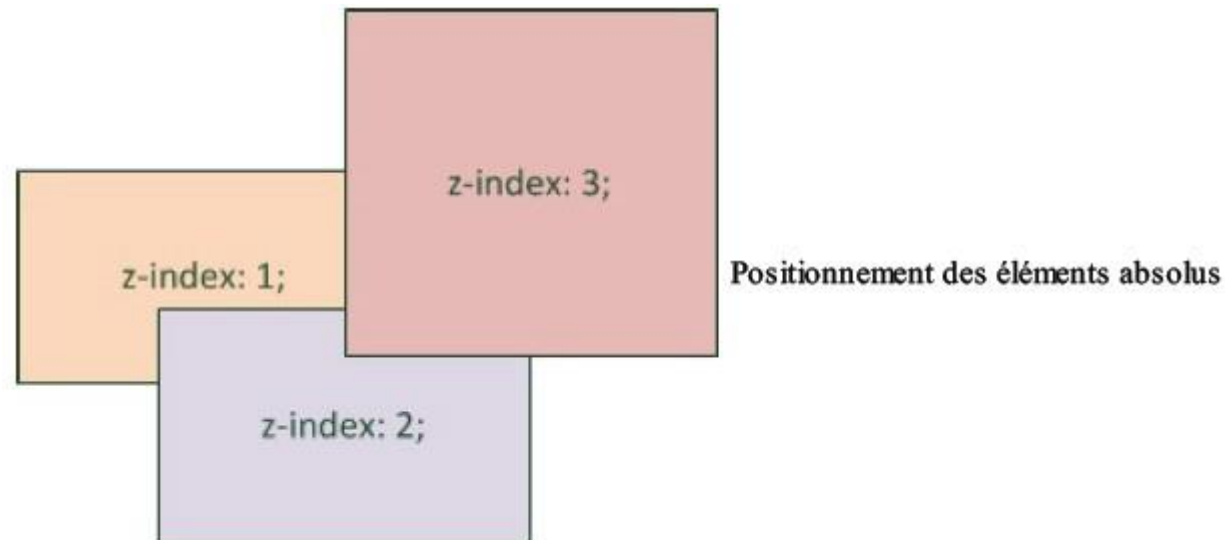 z-index: 3;
z-index: 1;
Positionnement des éléments absolus
z-index: 2;